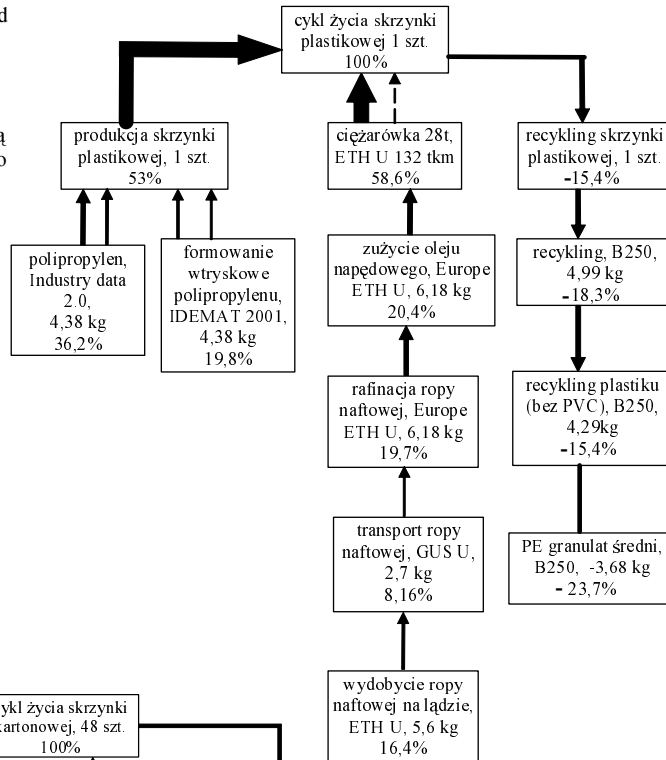 d
ą
o
cykl życia skrzynki
plastikowej 1 szt.
100%
produkcja skrzynki
plastikowej, 1 szt.
53%
ciężarówka 28t,
ETH U 132 tkm
58,6%
recykling skrzynki
plastikowej, 1 szt.
-15,4%
polipropylen,
Industry data
2.0,
4,38 kg
36,2%
formowanie
wtryskowe
polipropylenu,
IDEMAT 2001,
4,38 kg
19,8%
zużycie oleju
napędowego, Europe
ETH U, 6,18 kg
20,4%
recykling, B250,
4,99 kg
-18,3%
rafinacja ropy
naftowej, Europe
ETH U, 6,18 kg
19,7%
recykling plastiku
(bez PVC), B250,
4,29kg
-15,4%
transport ropy
naftowej, GUS U,
2,7 kg
8,16%
PE granulat średni,
B250, -3,68 kg
- 23,7%
wydobycie ropy
naftowej na lądzie,
ETH U, 5,6 kg
16,4%
ykl życia skrzynki
kartonowej, 48 szt.
100%